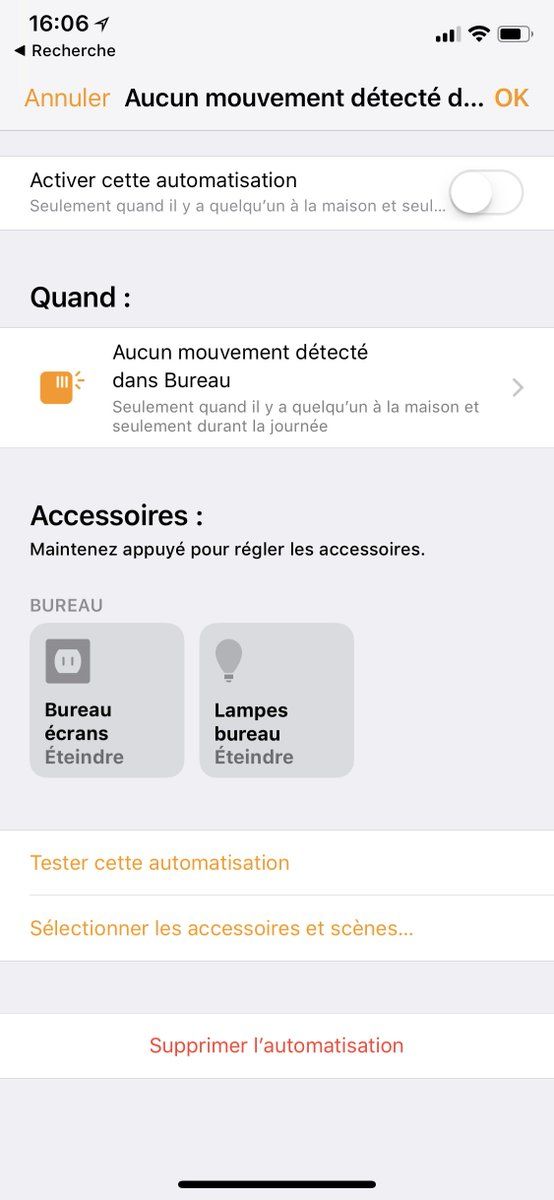 16:06
Recherche
Annuler Aucun mouvement détecté d... OK
Activer cette automatisation
Seulement quand il y a quelqu'un à la maison et seul...
Quand :
Aucun mouvement détecté
dans Bureau
Seulement quand il y a quelqu'un à la maison et
seulement durant la journée
Accessoires :
Maintenez appuyé pour régler les accessoires.
BUREAU
Bureau
écrans
Éteindre
Lampes
bureau
Éteindre
Tester cette automatisation
Sélectionner les accessoires et scènes...
Supprimer l'automatisation